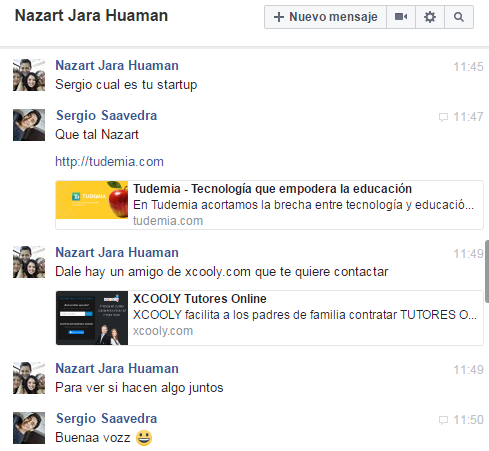 Nazart Jara Huaman
+ Nuevo mensaje
Nazart Jara Huaman 11:45
Sergio cual es tu startup
Sergio Saavedra 11:47
Que tal Nazart
http://tudemia.com
TUDEMIA
Tudemia - Tecnología que empodera la educación
En Tudemia acortamos la brecha entre tecnología y educació...
tudemia.com
Nazart Jara Huaman 11:49
Dale hay un amigo de xcooly.com que te quiere contactar
XCOOLY Tutores Online
XCOOLY facilita a los padres de familia contratar TUTORES O...
xcooly.com
Nazart Jara Huaman 11:49
Para ver si hacen algo juntos
Sergio Saavedra 11:50
Buenaa vozz 😀